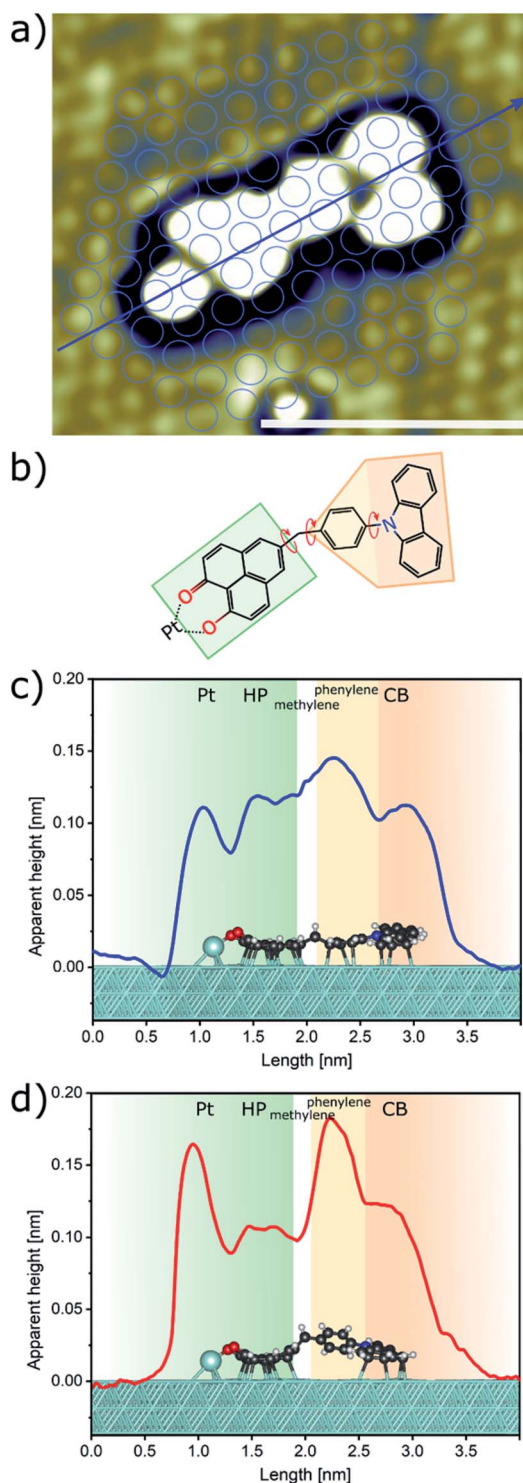 a)
b)
O
O
Pt
N
c)
0.20
0.15
0.10
0.05
0.00
Apparent height [nm]
Pt HP methylene phenylene CB
0.0 0.5 1.0 1.5 2.0 2.5 3.0 3.5
Length [nm]
d)
0.20
0.15
0.10
0.05
0.00
Apparent height [nm]
Pt HP methylene phenylene CB
0.0 0.5 1.0 1.5 2.0 2.5 3.0 3.5
Length [nm]